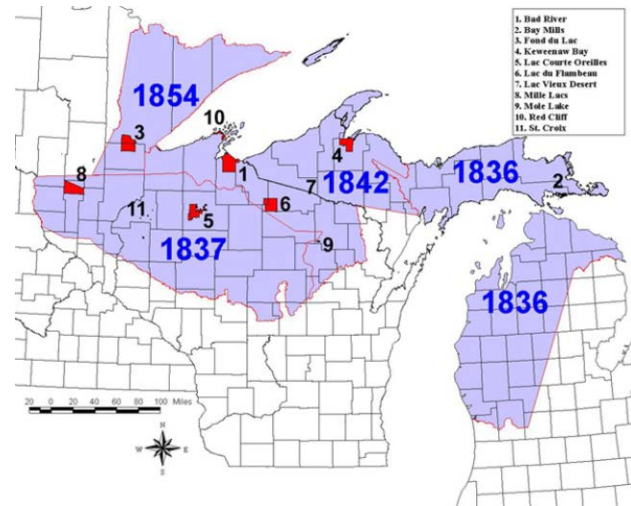 1. Bad River
2. Bay Mills
3. Fond du Lac
4. Keweenaw Bay
5. Lac Courte Oreilles
6. Lac du Flambeau
7. Lac Vieux Desert
8. Mille Lacs
9. Mole Lake
10. Red Cliff
11. St. Croix
1854
10
3
4
1836
8
1
7
1842
2
11
5
6
1837
9
1836
20 0 20 40 60 80 100 Miles
N
W E
S